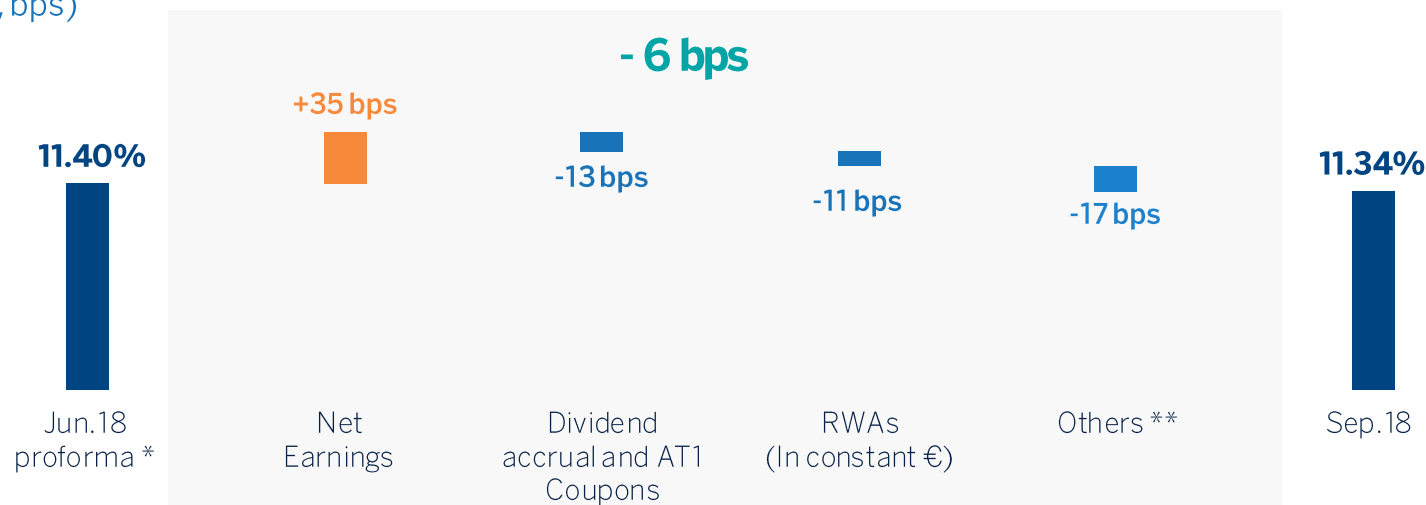 , bps)
- 6 bps
+35 bps
11.40%
-13 bps
-11 bps
-17 bps
11.34%
Jun.18
proforma *
Net
Earnings
Dividend
accrual and AT1
Coupons
RWAs
(In constant €)
Others **
Sep.18